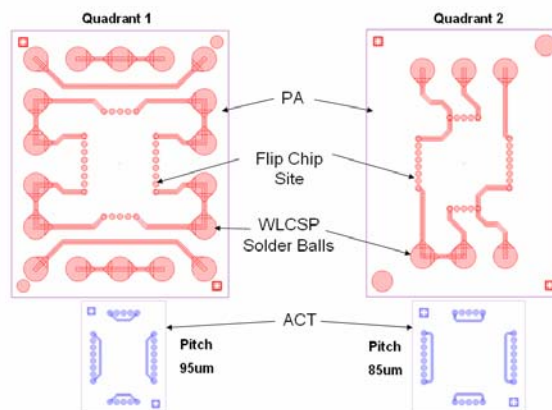 Quadrant 1
Quadrant 2
PA
Flip Chip
Site
WLCSP
Solder Balls
ACT
Pitch
95um
Pitch
85um